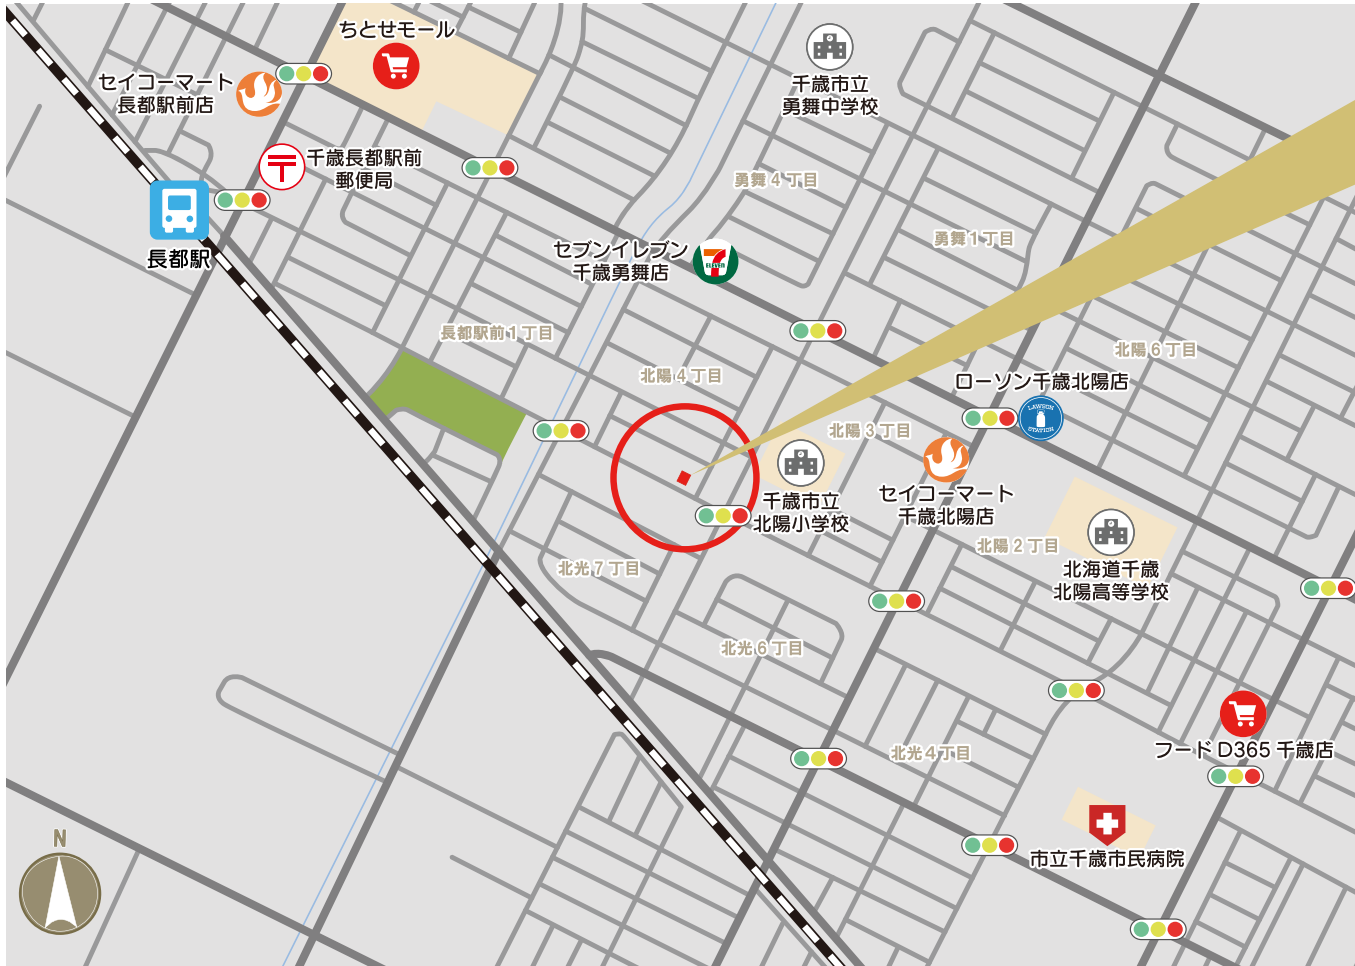 ちとせモール
セイコーマート
長都駅前店
千歳市立
勇舞中学校
千歳長都駅前
郵便局
勇舞4丁目
長都駅
セブンイレブン
千歳勇舞店
7
ELEVEN
勇舞1丁目
長都駅前1丁目
北陽4丁目
北陽6丁目
ローソン千歳北陽店
LAWSON
STATION
北陽3丁目
千歳市立
北陽小学校
セイコーマート
千歳北陽店
北陽2丁目
北海道千歳
北陽高等学校
北光7丁目
北光6丁目
北光4丁目
フードD365千歳店
市立千歳市民病院
N